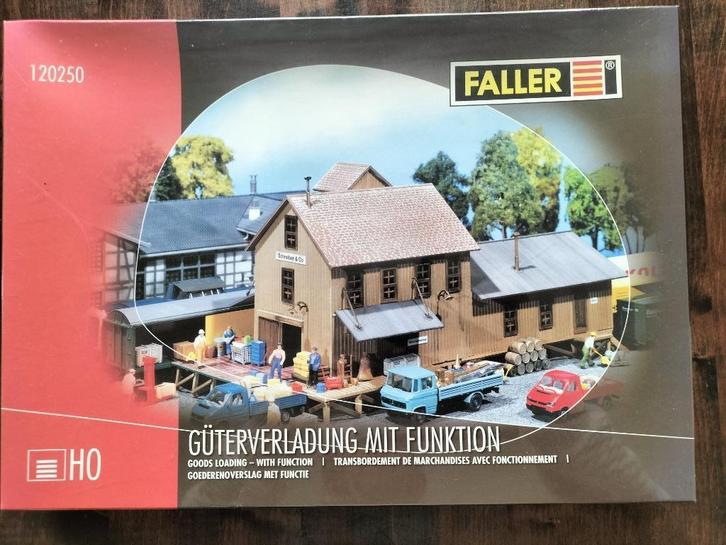 120250
FALLER®
Schreiber & Co
H0
GÜTERVERLADUNG MIT FUNKTION
GOODS LOADING – WITH FUNCTION | TRANSBORDEMENT DE MARCHANDISES AVEC FONCTIONNEMENT |
GOEDERENOVERSLAG MET FUNCTIE